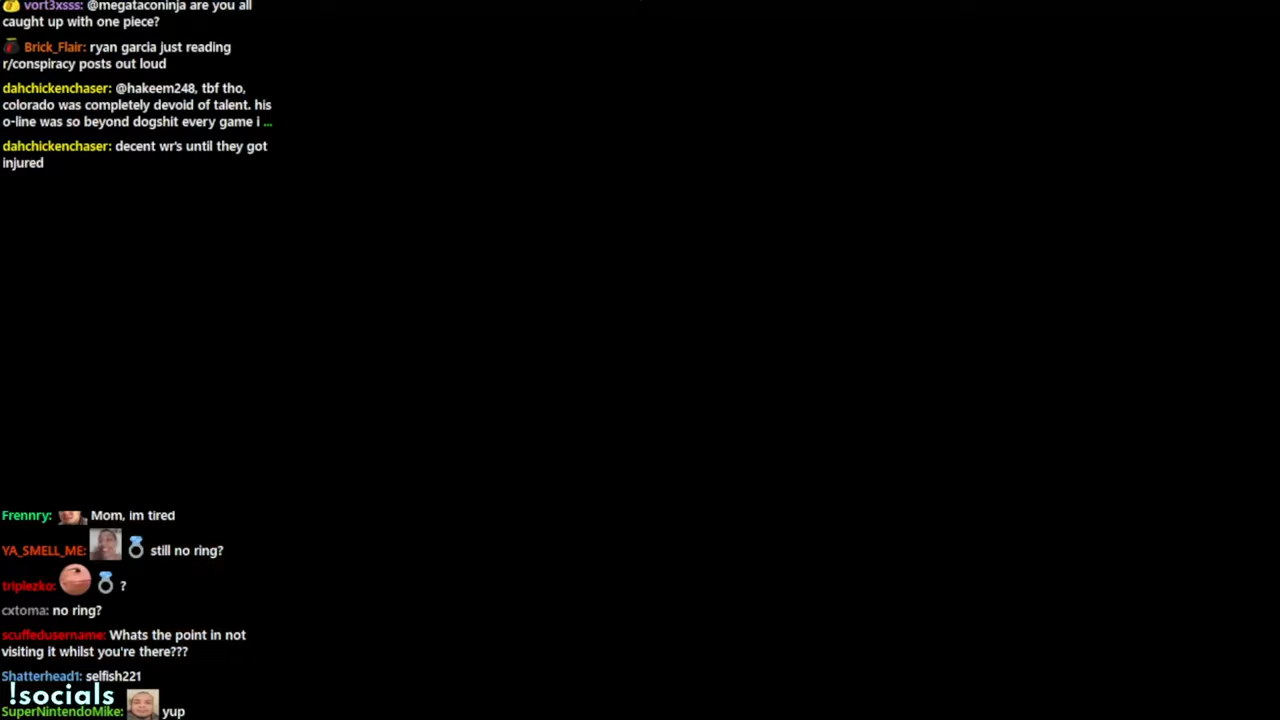 vort3xsss: @megataconinja are you all
caught up with one piece?
Brick_Flair: ryan garcia just reading
r/conspiracy posts out loud
dahchickenchaser: @hakeem248, tbf tho,
colorado was completely devoid of talent. his
o-line was so beyond dogshit every game i ...
dahchickenchaser: decent wr's until they got
injured
Frennry: Mom, im tired
YA_SMELL_ME: still no ring?
triplezko: ?
cxtoma: no ring?
scuffedusername: Whats the point in not
visiting it whilst you're there???
Shatterhead1: selfish221
!socials
SuperNintendoMike: yup